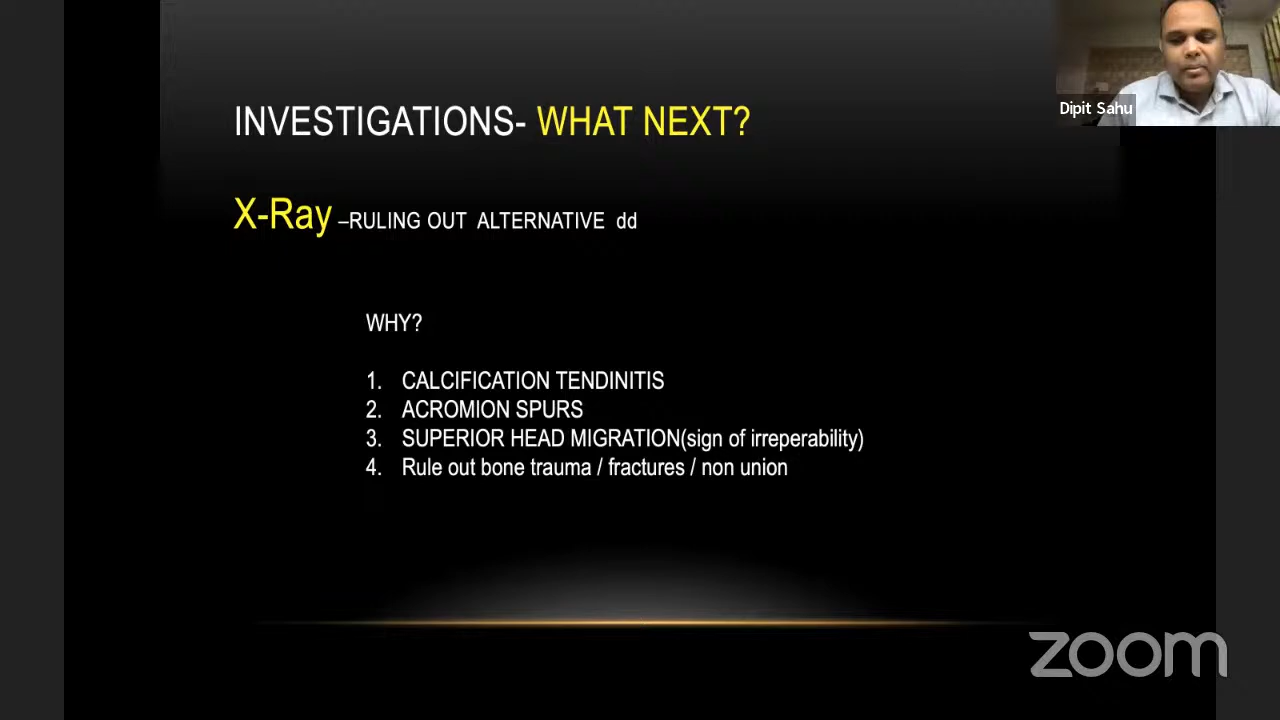 Dipit Sahu
INVESTIGATIONS- WHAT NEXT?
X-Ray –RULING OUT ALTERNATIVE dd
WHY?
1. CALCIFICATION TENDINITIS
2. ACROMION SPURS
3. SUPERIOR HEAD MIGRATION(sign of irreperability)
4. Rule out bone trauma / fractures / non union
zoom